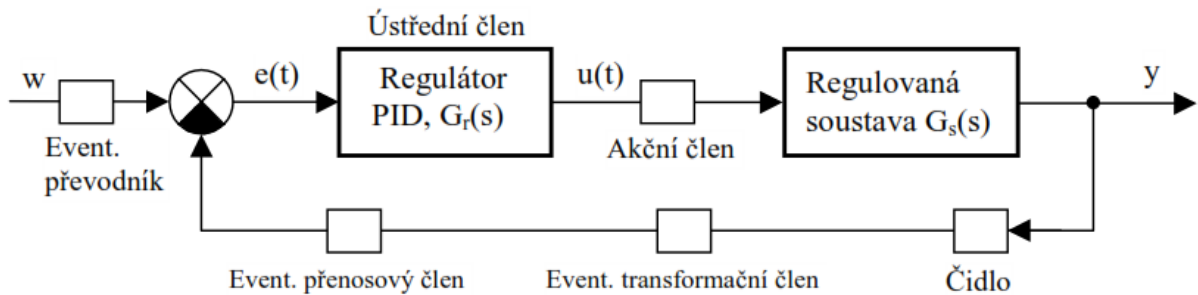 Ústřední člen
w
e(t)
Regulátor
PID, Gr(s)
u(t)
Regulovaná
soustava Gs(s)
y
Event.
převodník
Akční člen
Event. přenosový člen
Event. transformační člen
Čidlo